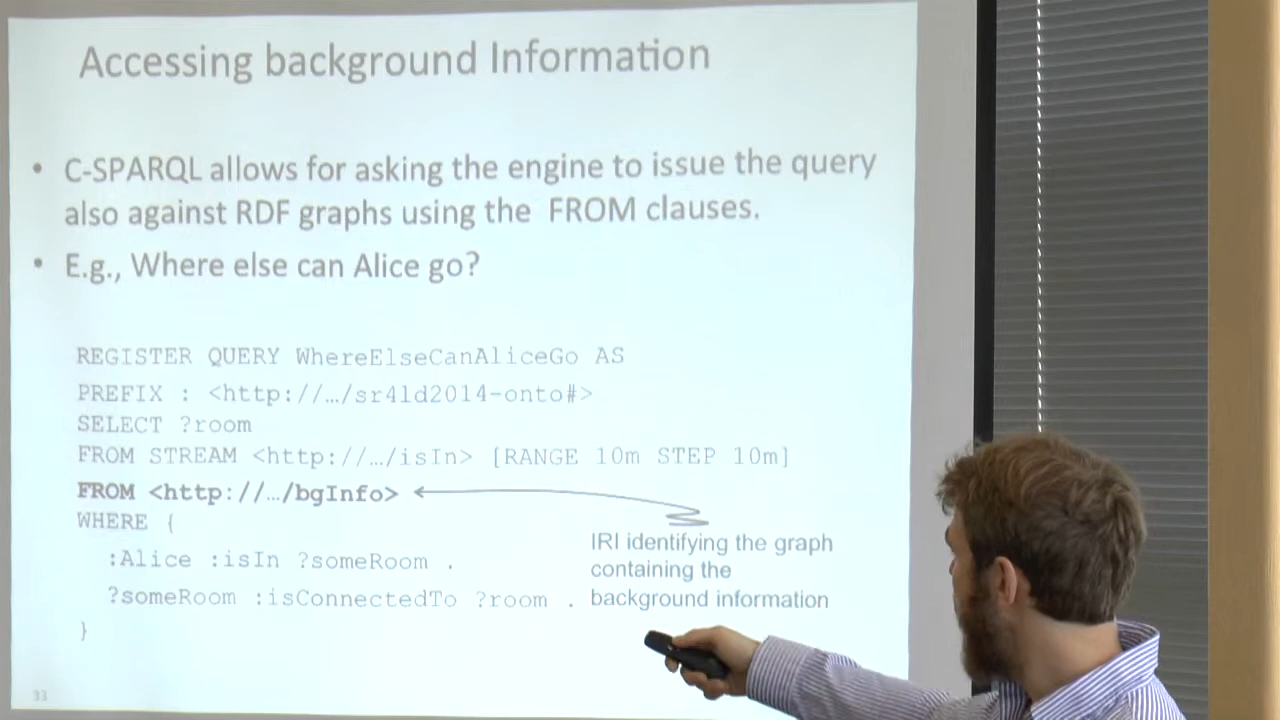 Accessing background Information
• C-SPARQL allows for asking the engine to issue the query
also against RDF graphs using the FROM clauses.
• E.g., Where else can Alice go?
REGISTER QUERY WhereElseCanAliceGo AS
PREFIX : <http://…/sr4ld2014-onto#>
SELECT ?room
FROM STREAM <http://…/isIn> [RANGE 10m STEP 10m]
FROM <http://…/bgInfo>
WHERE {
:Alice :isIn ?someRoom .
?someRoom :isConnectedTo ?room .
}
IRI identifying the graph
containing the
background information
33